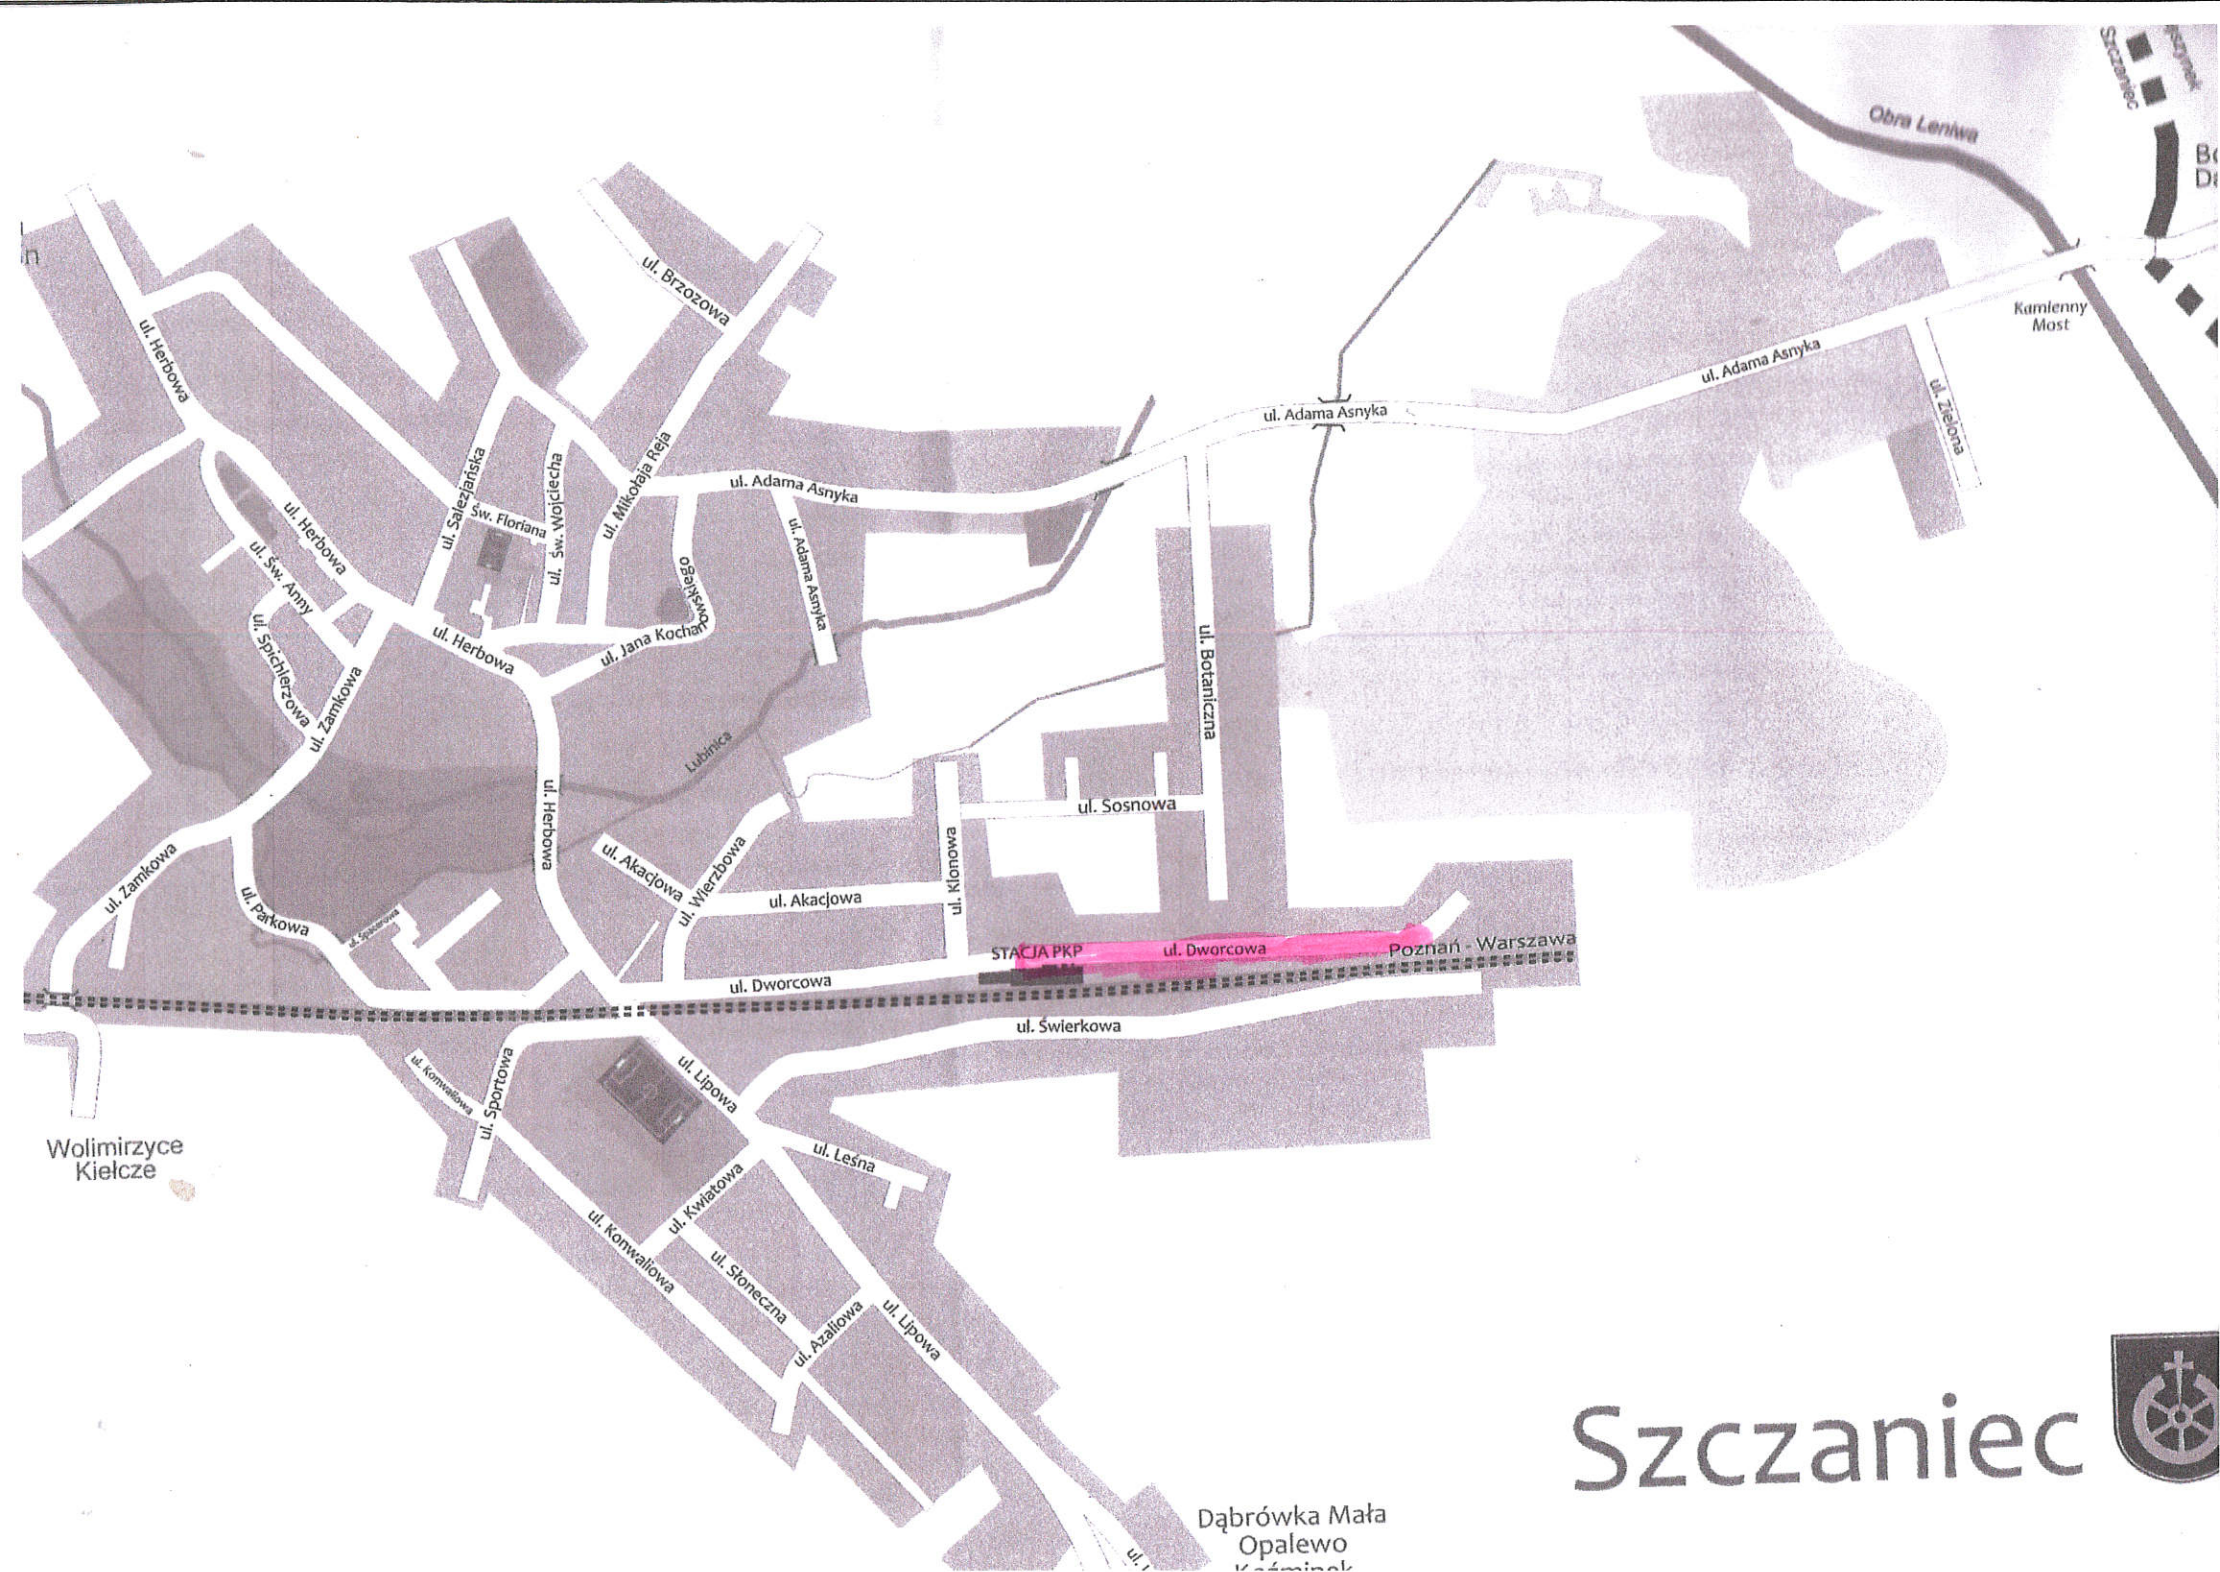 Szczaniec
Obra Leniwa
Kamienny
Most
ul. Brzozowa
ul. Herbowa
ul. Adama Asnyka
ul. Adama Asnyka
ul. Zielona
ul. Salezjańska
Św. Floriana
ul. Św. Wojciecha
ul. Mikołaja Reja
ul. Adama Asnyka
ul. Adama Asnyka
ul. Herbowa
ul. Św. Anny
ul. Spichlerzowa
ul. Zamkowa
ul. Herbowa
ul. Jana Kochanowskiego
ul. Botaniczna
Lubinica
ul. Herbowa
ul. Sosnowa
ul. Zamkowa
ul. Parkowa
ul. Spacerowa
ul. Akacjowa
ul. Wierzbowa
ul. Akacjowa
ul. Klonowa
STACJA PKP
ul. Dworcowa
Poznań - Warszawa
ul. Dworcowa
ul. Świerkowa
ul. Konwaliowa
ul. Sportowa
ul. Lipowa
Wolimirzyce
Kiełcze
ul. Leśna
ul. Kwiatowa
ul. Konwaliowa
ul. Słoneczna
ul. Azaliowa
ul. Lipowa
Szczaniec
Dąbrówka Mała
Opalewo